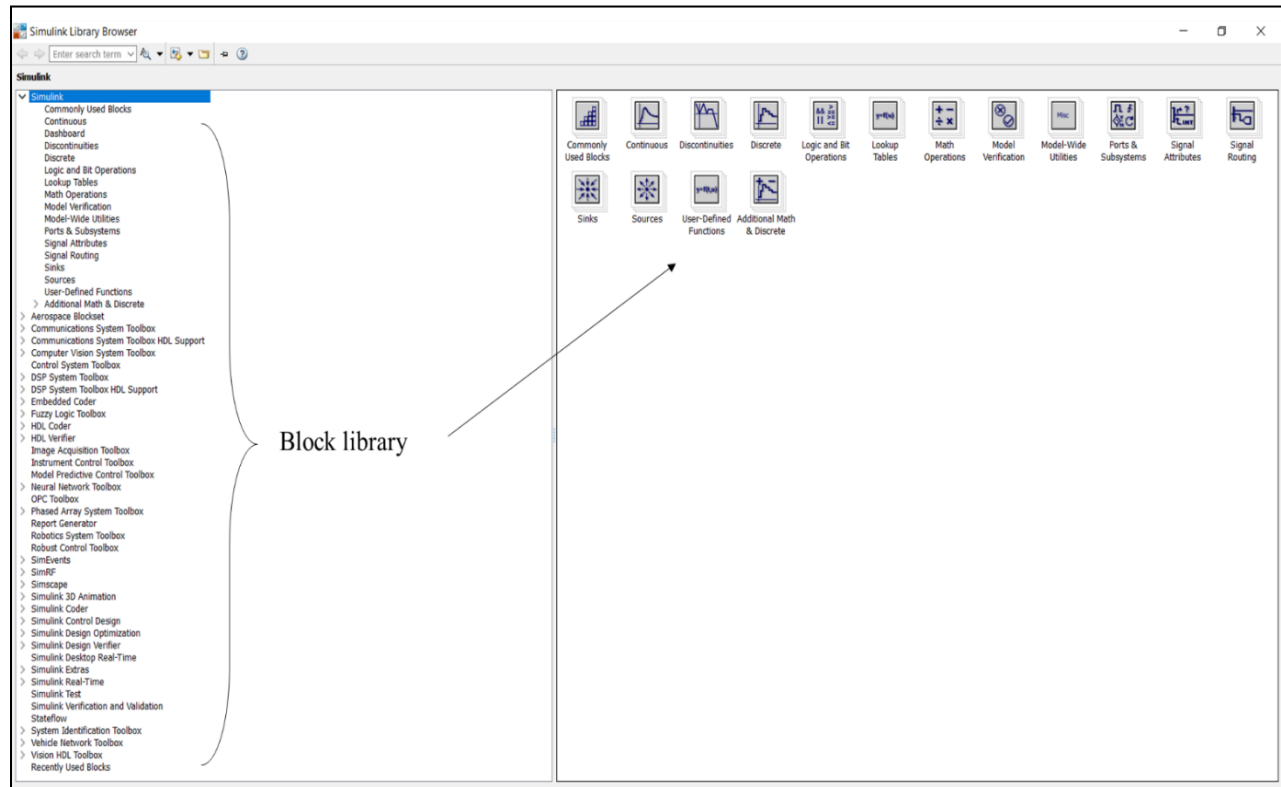 Simulink Library Browser
Enter search term
Simulink
Simulink
Commonly Used Blocks
Continuous
Dashboard
Discontinuities
Discrete
Logic and Bit Operations
Lookup Tables
Math Operations
Model Verification
Model-Wide Utilities
Ports & Subsystems
Signal Attributes
Signal Routing
Sinks
Sources
User-Defined Functions
Additional Math & Discrete
Aerospace Blockset
Communications System Toolbox
Communications System Toolbox HDL Support
Computer Vision System Toolbox
Control System Toolbox
DSP System Toolbox
DSP System Toolbox HDL Support
Embedded Coder
Fuzzy Logic Toolbox
HDL Coder
HDL Verifier
Image Acquisition Toolbox
Instrument Control Toolbox
Model Predictive Control Toolbox
Neural Network Toolbox
OPC Toolbox
Phased Array System Toolbox
Report Generator
Robotics System Toolbox
Robust Control Toolbox
SimEvents
SimRF
Simscape
Simulink 3D Animation
Simulink Coder
Simulink Control Design
Simulink Design Optimization
Simulink Design Verifier
Simulink Desktop Real-Time
Simulink Extras
Simulink Real-Time
Simulink Test
Simulink Verification and Validation
Stateflow
System Identification Toolbox
Vehicle Network Toolbox
Vision HDL Toolbox
Recently Used Blocks
Block library
y=f(u)
Misc
Commonly Continuous Discontinuities Discrete Logic and Bit Lookup Math Model Model-Wide Ports & Signal Signal
Used Blocks Operations Tables Operations Verification Utilities Subsystems Attributes Routing
y=f(u)
Sinks Sources User-Defined Additional Math
Functions & Discrete